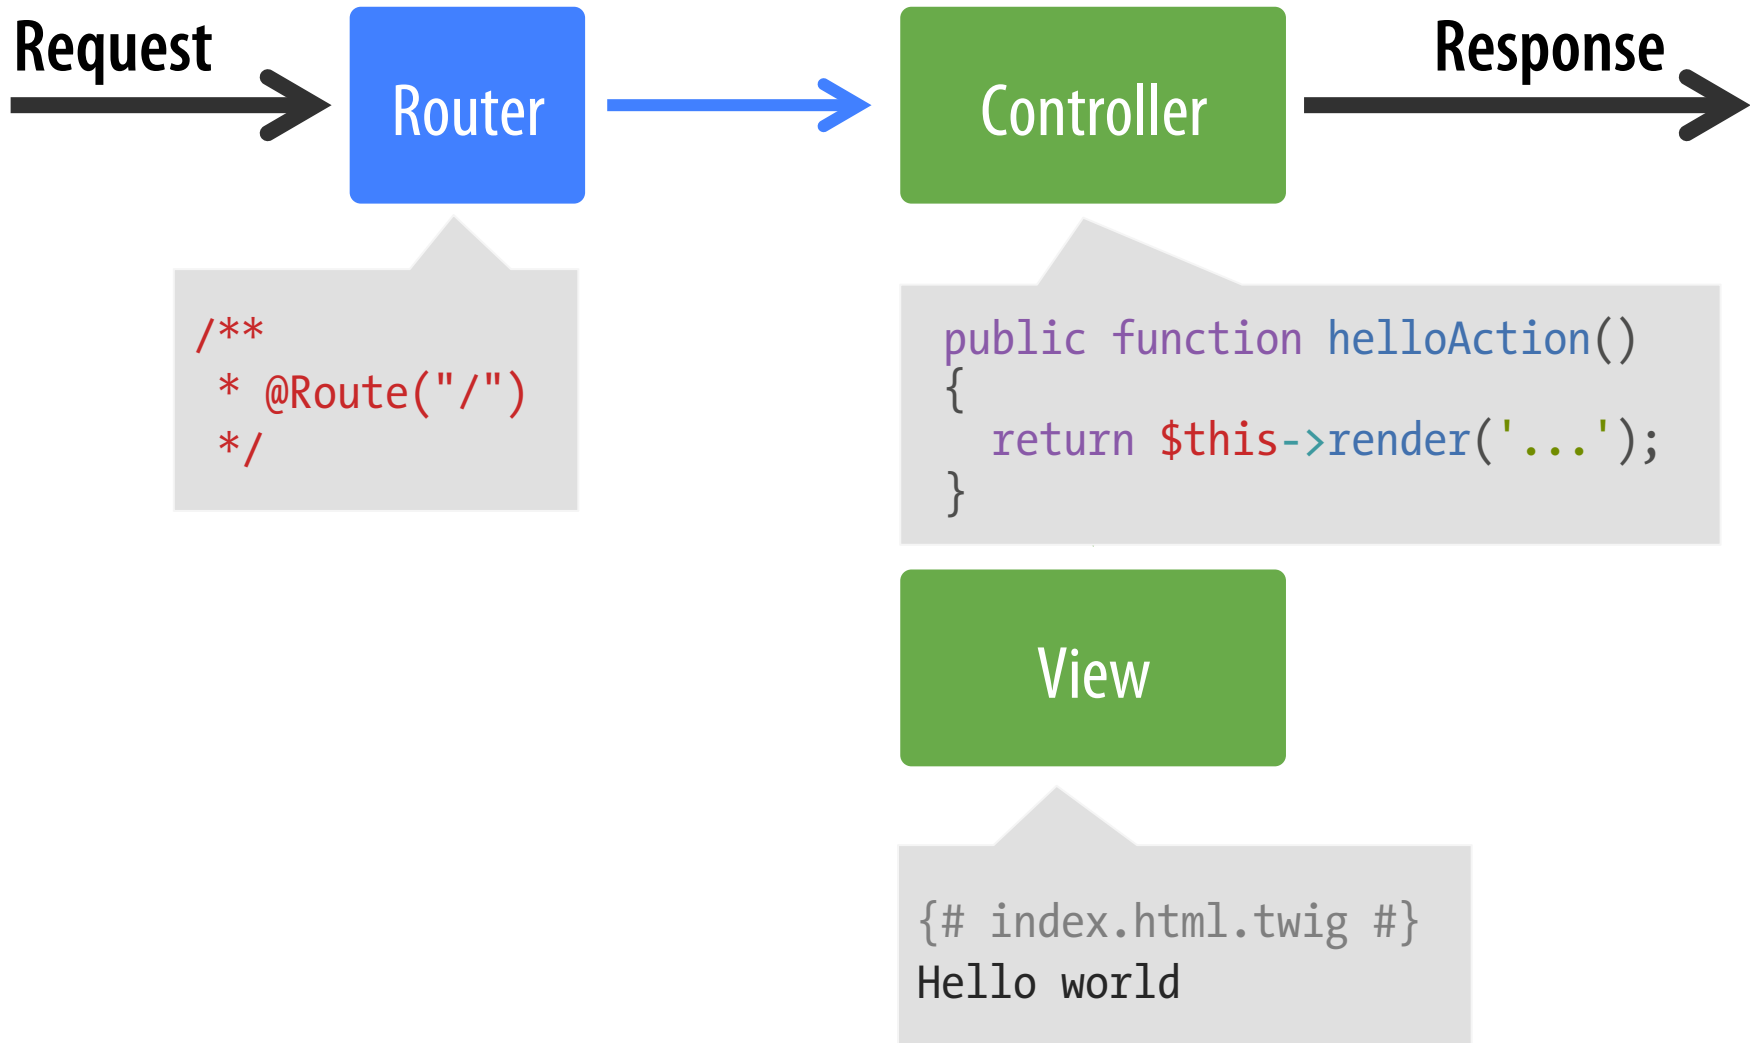 Request
Router
Controller
Response
/**
 * @Route("/")
 */
public function helloAction()
{
  return $this->render('...');
}
View
{# index.html.twig #}
Hello world